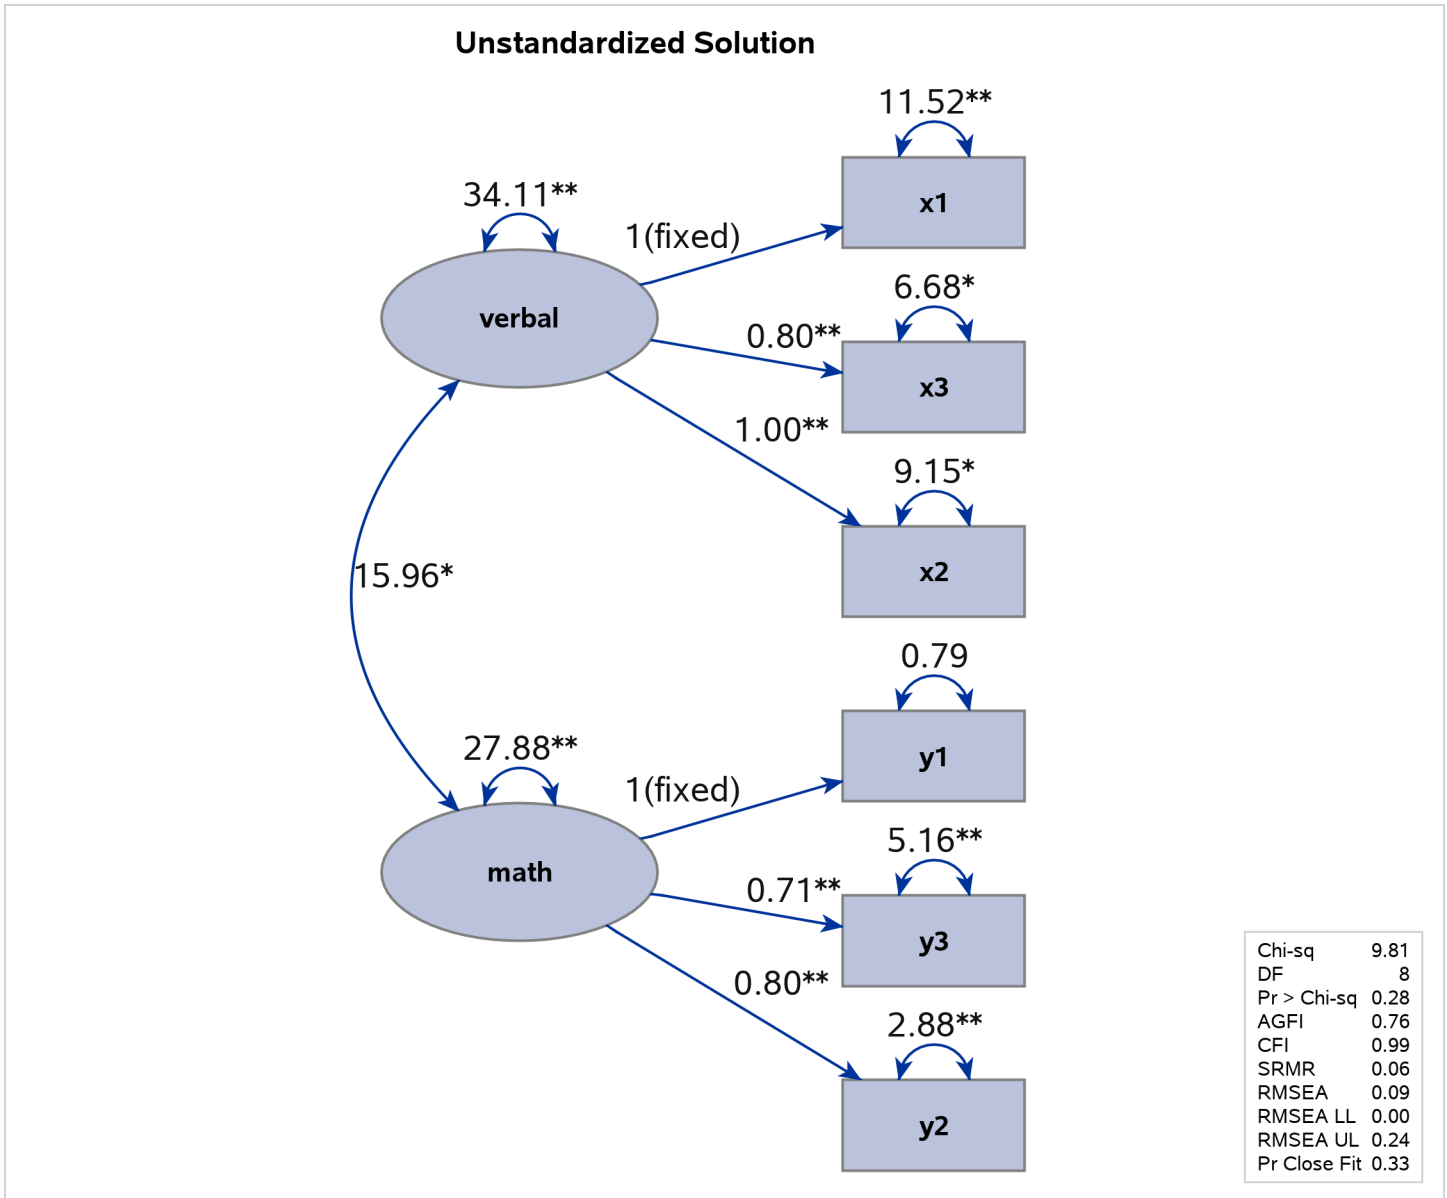 Unstandardized Solution
11.52**
x1
34.11**
1(fixed)
verbal
6.68*
0.80**
x3
1.00**
9.15*
x2
15.96*
0.79
y1
27.88**
1(fixed)
math
5.16**
0.71**
y3
0.80**
2.88**
y2
Chi-sq 9.81
DF 8
Pr > Chi-sq 0.28
AGFI 0.76
CFI 0.99
SRMR 0.06
RMSEA 0.09
RMSEA LL 0.00
RMSEA UL 0.24
Pr Close Fit 0.33